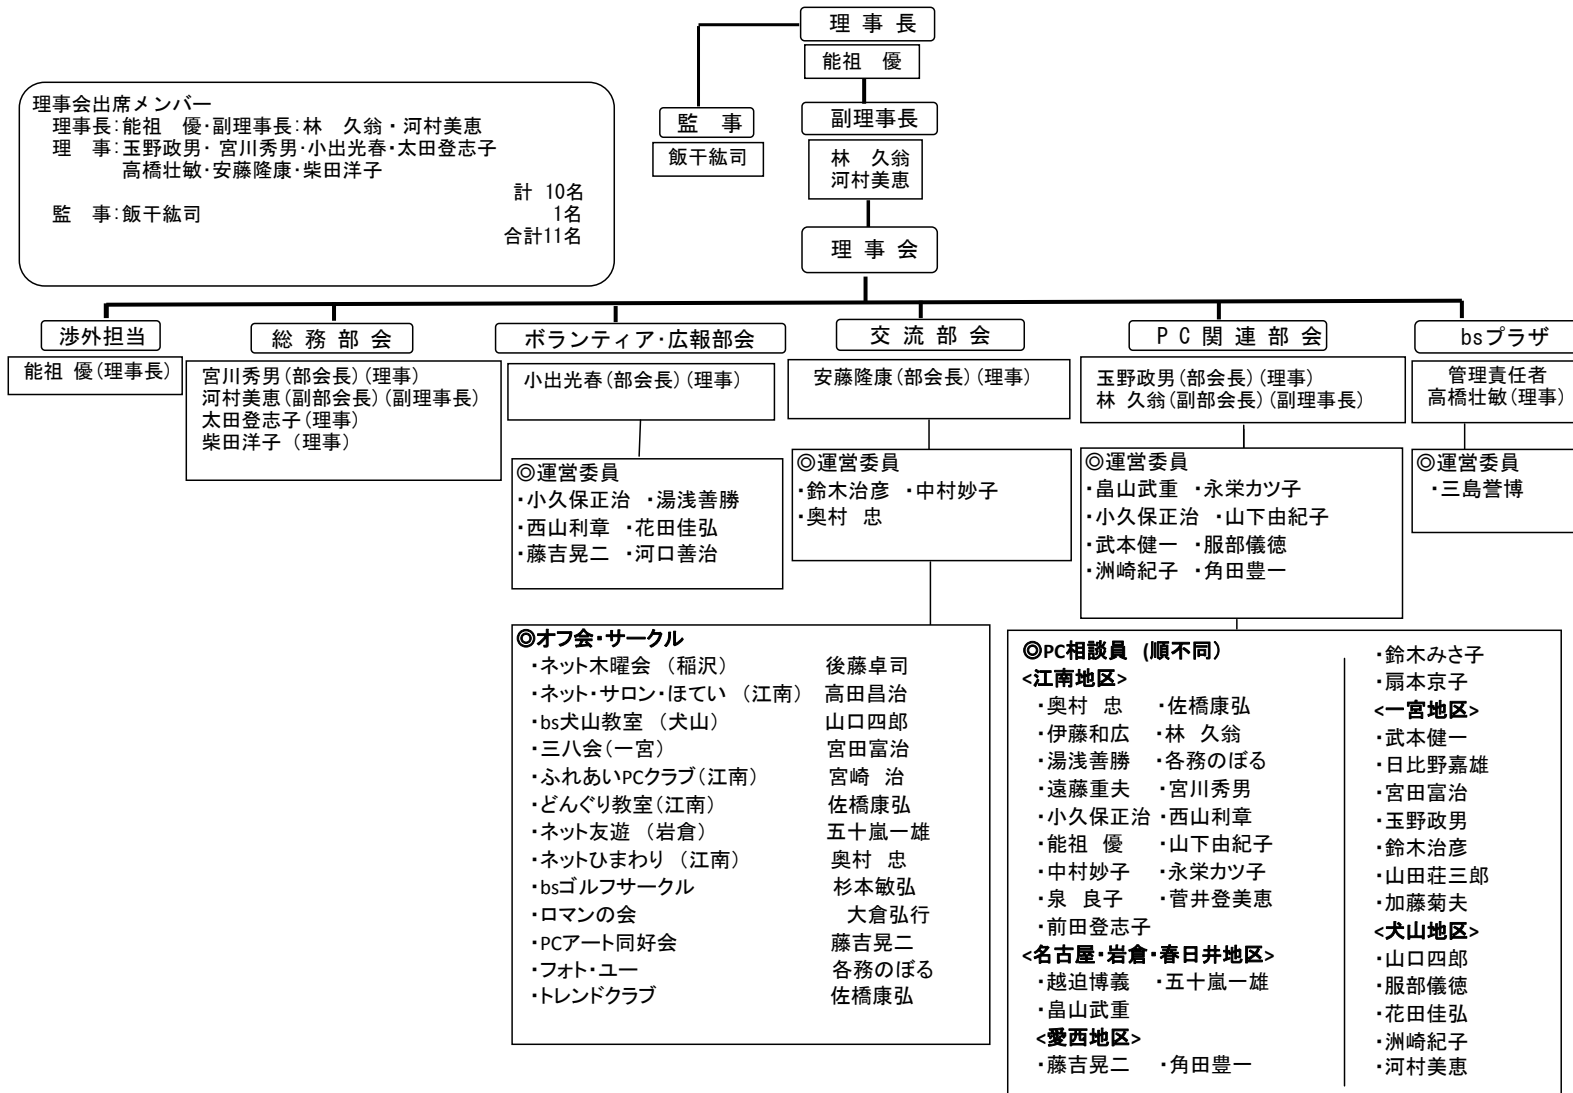 理 事 長
能祖　優
理事会出席メンバー
理事長：能祖　優・副理事長：林　久翁・河村美恵
理　事：玉野政男・宮川秀男・小出光春・太田登志子
高橋壮敏・安藤隆康・柴田洋子
計 10名
監　事：飯干紘司
1名
合計11名
監　事
飯干紘司
副理事長
林　久翁
河村美恵
理 事 会
渉外担当
能祖 優(理事長)
総 務 部 会
宮川秀男(部会長)(理事)
河村美恵(副部会長)(副理事長)
太田登志子(理事)
柴田洋子 (理事)
ボランティア・広報部会
小出光春(部会長)(理事)
◎運営委員
・小久保正治 ・湯浅善勝
・西山利章 ・花田佳弘
・藤吉晃二 ・河口善治
交 流 部 会
安藤隆康(部会長)(理事)
◎運営委員
・鈴木治彦 ・中村妙子
・奥村　忠
P C 関 連 部 会
玉野政男(部会長)(理事)
林 久翁(副部会長)(副理事長)
◎運営委員
・畠山武重 ・永栄カツ子
・小久保正治 ・山下由紀子
・武本健一 ・服部儀徳
・洲崎紀子 ・角田豊一
bsプラザ
管理責任者
高橋壮敏(理事)
◎運営委員
・三島誉博
◎オフ会・サークル
・ネット木曜会 (稲沢) 後藤卓司
・ネット・サロン・ほてい (江南) 高田昌治
・bs犬山教室 (犬山) 山口四郎
・三八会(一宮) 宮田富治
・ふれあいPCクラブ(江南) 宮崎 治
・どんぐり教室(江南) 佐橋康弘
・ネット友遊 (岩倉) 五十嵐一雄
・ネットひまわり (江南) 奥村　忠
・bsゴルフサークル 杉本敏弘
・ロマンの会 大倉弘行
・PCアート同好会 藤吉晃二
・フォト・ユー 各務のぼる
・トレンドクラブ 佐橋康弘
◎PC相談員 (順不同)
<江南地区>
・奥村　忠 ・佐橋康弘
・伊藤和広 ・林　久翁
・湯浅善勝 ・各務のぼる
・遠藤重夫 ・宮川秀男
・小久保正治 ・西山利章
・能祖 優 ・山下由紀子
・中村妙子 ・永栄カツ子
・泉 良子 ・菅井登美恵
・前田登志子
<名古屋・岩倉・春日井地区>
・越迫博義 ・五十嵐一雄
・畠山武重
<愛西地区>
・藤吉晃二 ・角田豊一
・鈴木みさ子
・扇本京子
<一宮地区>
・武本健一
・日比野嘉雄
・宮田富治
・玉野政男
・鈴木治彦
・山田荘三郎
・加藤菊夫
<犬山地区>
・山口四郎
・服部儀徳
・花田佳弘
・洲崎紀子
・河村美恵